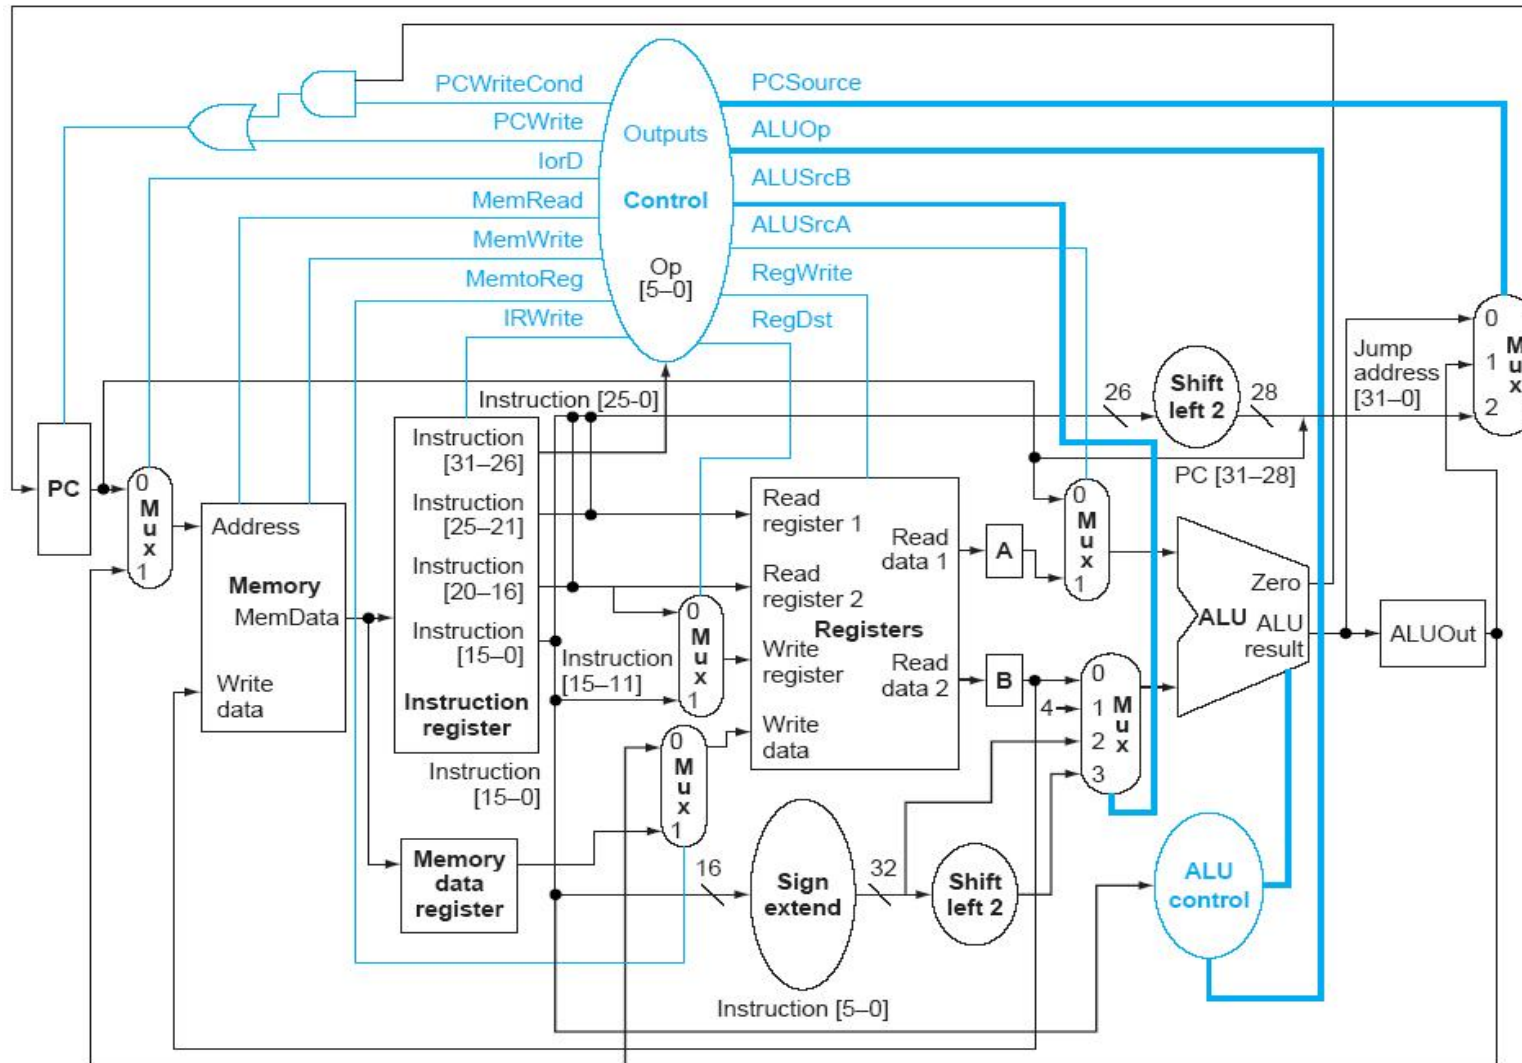 PCWriteCond
PCWrite
IorD
MemRead
MemWrite
MemtoReg
IRWrite
Outputs
Control
Op
[5–0]
PCSource
ALUOp
ALUSrcB
ALUSrcA
RegWrite
RegDst
Instruction [25-0]
26
Shift
left 2
28
Jump
address
[31–0]
0
1
2
M
u
x
PC [31–28]
PC
0
M
u
x
1
Address
Memory
MemData
Write
data
Instruction
[31–26]
Instruction
[25–21]
Instruction
[20–16]
Instruction
[15–0]
Instruction
register
Instruction
[15–11]
Instruction
[15–0]
0
M
u
x
1
0
M
u
x
1
Memory
data
register
Read
register 1
Read
register 2
Registers
Write
register
Write
data
Read
data 1
Read
data 2
A
B
0
M
u
x
1
0
4
1
2
3
M
u
x
Zero
ALU
ALU
result
ALUOut
16
Sign
extend
32
Shift
left 2
ALU
control
Instruction [5–0]